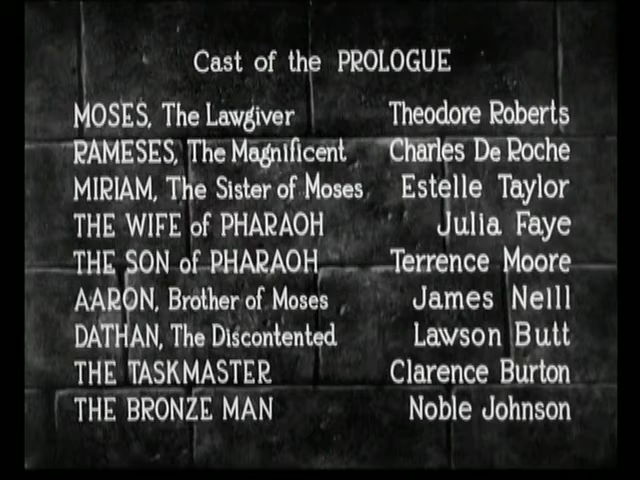 Cast of the PROLOGUE
MOSES, The Lawgiver Theodore Roberts
RAMESES, The Magnificent Charles De Roche
MIRIAM, The Sister of Moses Estelle Taylor
THE WIFE of PHARAOH Julia Faye
THE SON of PHARAOH Terrence Moore
AARON, Brother of Moses James Neill
DATHAN, The Discontented Lawson Butt
THE TASKMASTER Clarence Burton
THE BRONZE MAN Noble Johnson